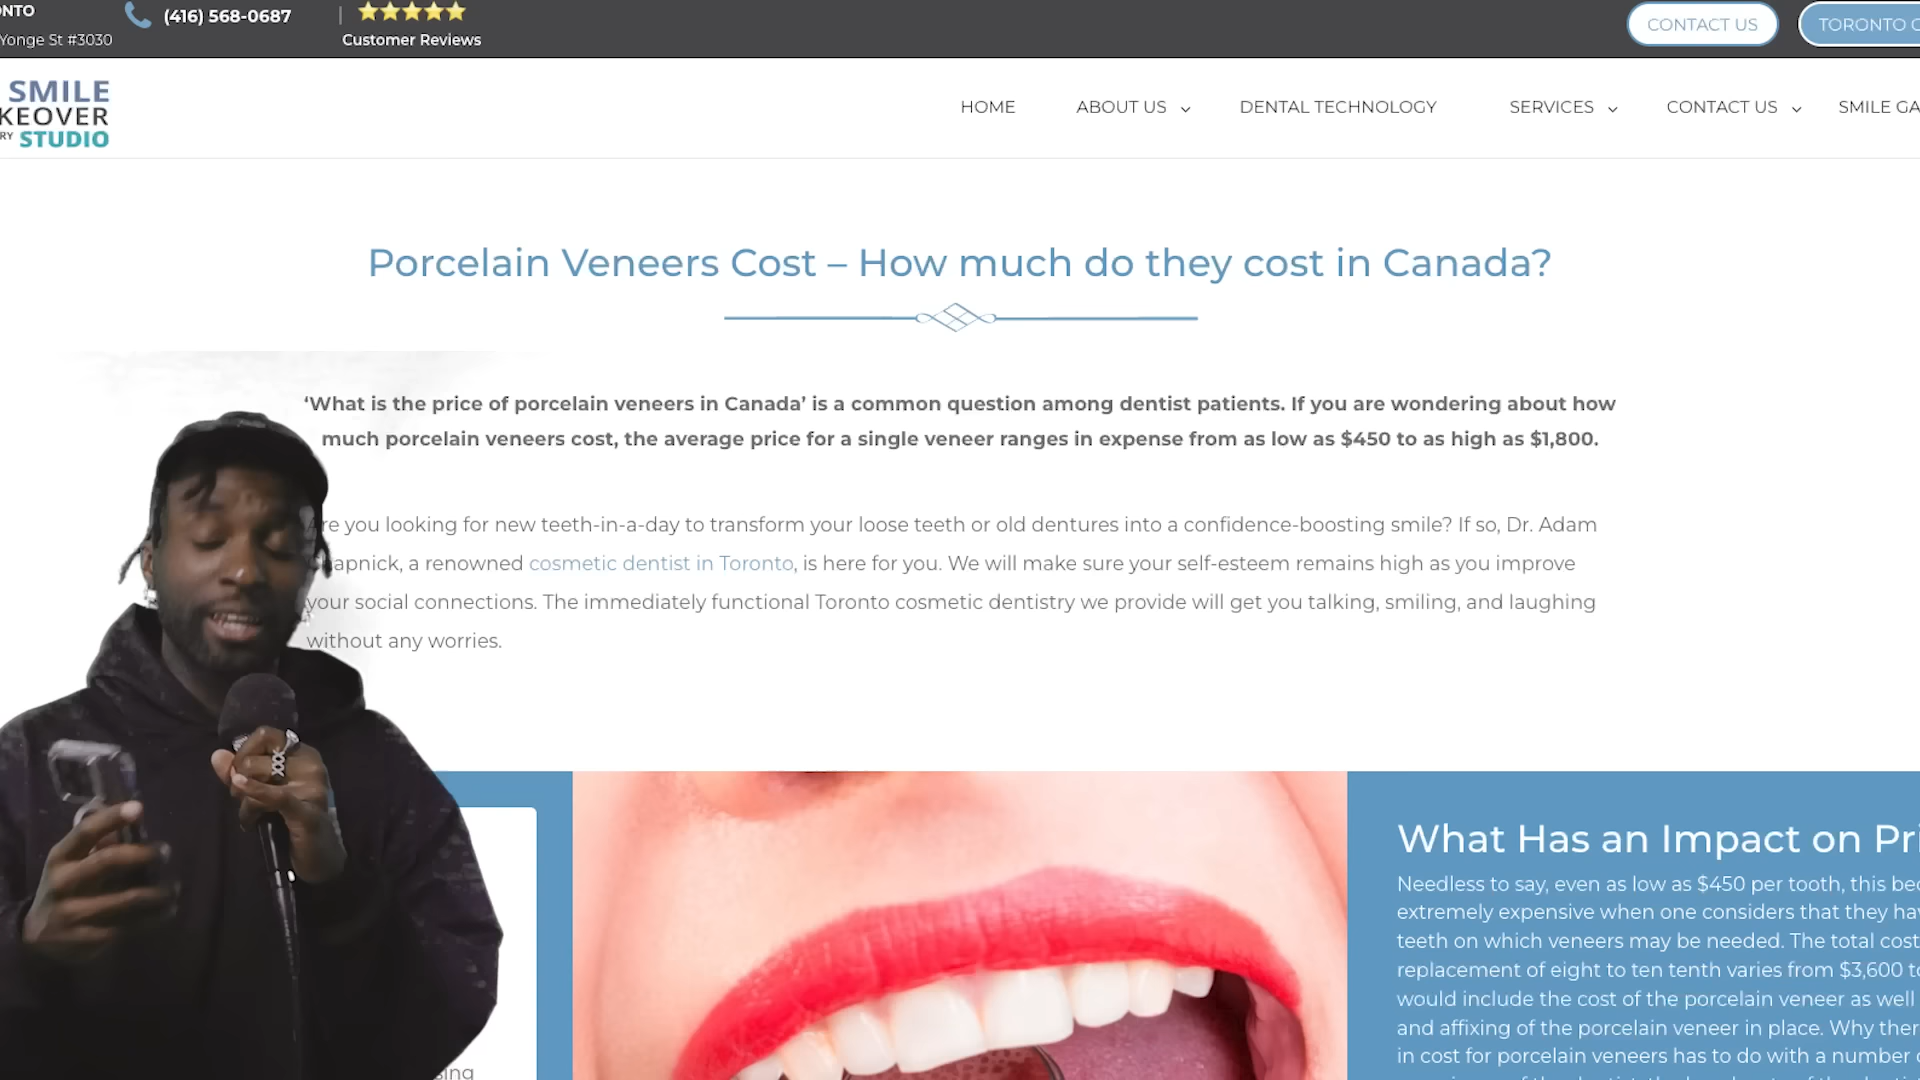 ONTO
(416) 568-0687
|
Yonge St #3030
Customer Reviews
CONTACT US
TORONTO
SMILE
KEOVER
RY STUDIO
HOME
ABOUT US
DENTAL TECHNOLOGY
SERVICES
CONTACT US
SMILE GA
Porcelain Veneers Cost – How much do they cost in Canada?
‘What is the price of porcelain veneers in Canada’ is a common question among dentist patients. If you are wondering about how
much porcelain veneers cost, the average price for a single veneer ranges in expense from as low as $450 to as high as $1,800.
Are you looking for new teeth-in-a-day to transform your loose teeth or old dentures into a confidence-boosting smile? If so, Dr. Adam
apnick, a renowned cosmetic dentist in Toronto, is here for you. We will make sure your self-esteem remains high as you improve
your social connections. The immediately functional Toronto cosmetic dentistry we provide will get you talking, smiling, and laughing
without any worries.
What Has an Impact on Pri
Needless to say, even as low as $450 per tooth, this bec
extremely expensive when one considers that they hav
teeth on which veneers may be needed. The total cost
replacement of eight to ten tenth varies from $3,600 to
would include the cost of the porcelain veneer as well
and affixing of the porcelain veneer in place. Why ther
in cost for porcelain veneers has to do with a number o
sing